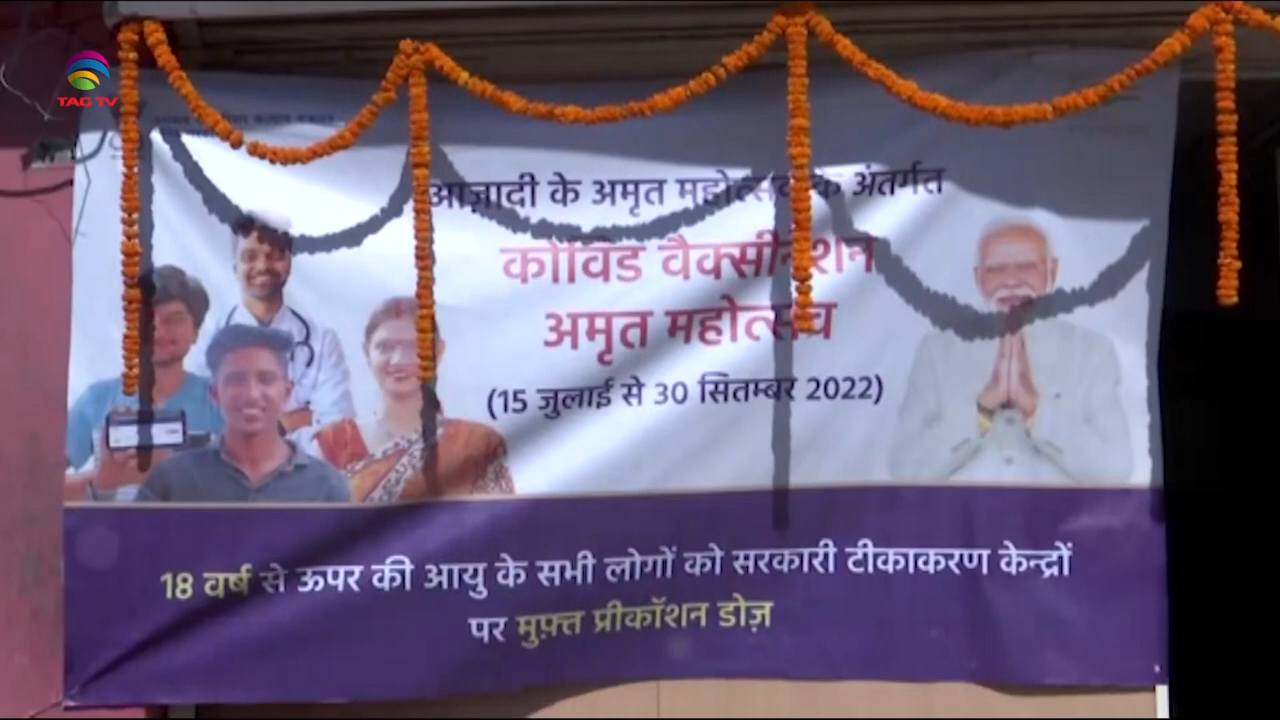 TAG TV
आज़ादी के अमृत महोत्सव के अंतर्गत
कोविड वैक्सीनेशन
अमृत महोत्सव
(15 जुलाई से 30 सितम्बर 2022)
18 वर्ष से ऊपर की आयु के सभी लोगों को सरकारी टीकाकरण केन्द्रों
पर मुफ़्त प्रीकॉशन डोज़